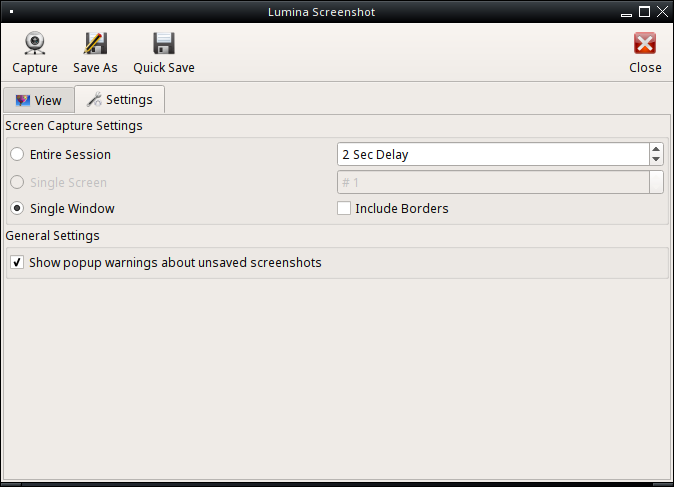 Lumina Screenshot
Capture Save As Quick Save Close
View Settings
Screen Capture Settings
Entire Session 2 Sec Delay
Single Screen # 1
Single Window Include Borders
General Settings
Show popup warnings about unsaved screenshots